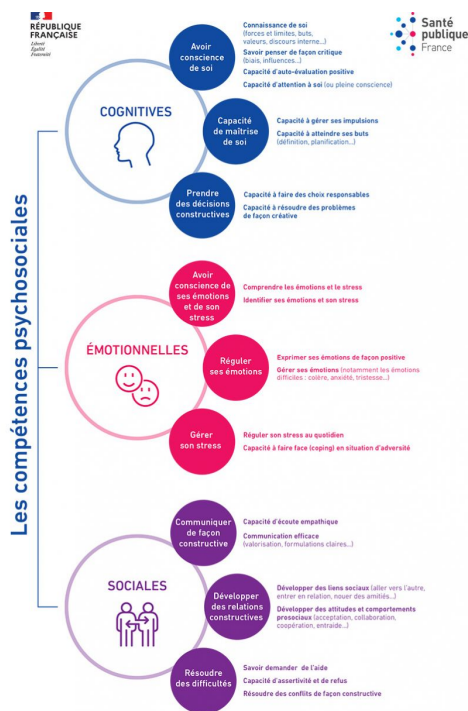 RÉPUBLIQUE
FRANÇAISE
Liberté
Égalité
Fraternité
Santé
publique
France
Les compétences psychosociales
COGNITIVES
Avoir
conscience
de soi
Connaissance de soi
(forces et limites, buts,
valeurs, discours interne...)
Savoir penser de façon critique
(biais, influences...)
Capacité d'auto-évaluation positive
Capacité d'attention à soi (ou pleine conscience)
Capacité
de maîtrise
de soi
Capacité à gérer ses impulsions
Capacité à atteindre ses buts
(définition, planification...)
Prendre
des décisions
constructives
Capacité à faire des choix responsables
Capacité à résoudre des problèmes
de façon créative
ÉMOTIONNELLES
Avoir
conscience de
ses émotions
et de son
stress
Comprendre les émotions et le stress
Identifier ses émotions et son stress
Réguler
ses émotions
Exprimer ses émotions de façon positive
Gérer ses émotions (notamment les émotions
difficiles : colère, anxiété, tristesse...)
Gérer
son stress
Réguler son stress au quotidien
Capacité à faire face (coping) en situation d'adversité
SOCIALES
Communiquer
de façon
constructive
Capacité d'écoute empathique
Communication efficace
(valorisation, formulations claires...)
Développer
des relations
constructives
Développer des liens sociaux (aller vers l'autre,
entrer en relation, nouer des amitiés...)
Développer des attitudes et comportements
prosociaux (acceptation, collaboration,
coopération, entraide...)
Résoudre
des difficultés
Savoir demander de l'aide
Capacité d'assertivité et de refus
Résoudre des conflits de façon constructive